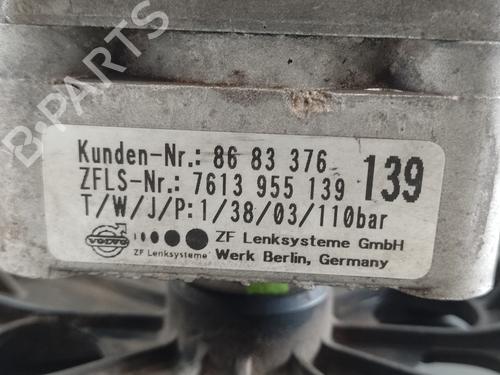 B-PARTS
Kunden-Nr.: 86 83 376
ZFLS-Nr.: 7613 955 139 139
T/W/J/P:1/38/03/110bar
VOLVO ZF Lenksysteme GmbH
ZF Lenksysteme Werk Berlin, Germany